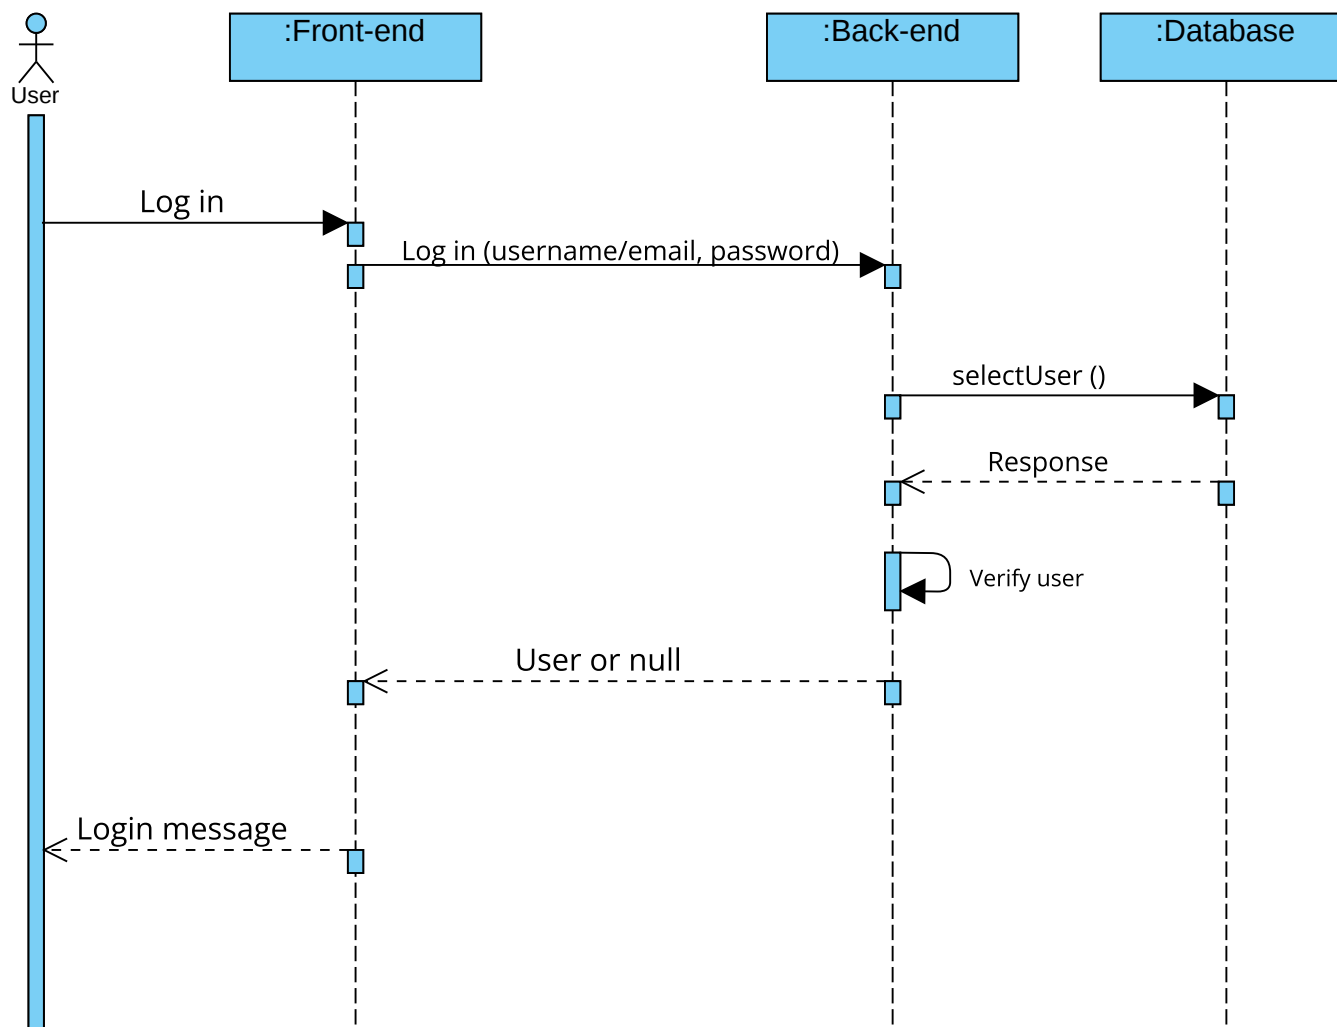 :Front-end
:Back-end
:Database
User
Log in
Log in (username/email, password)
selectUser ()
Response
Verify user
User or null
Login message